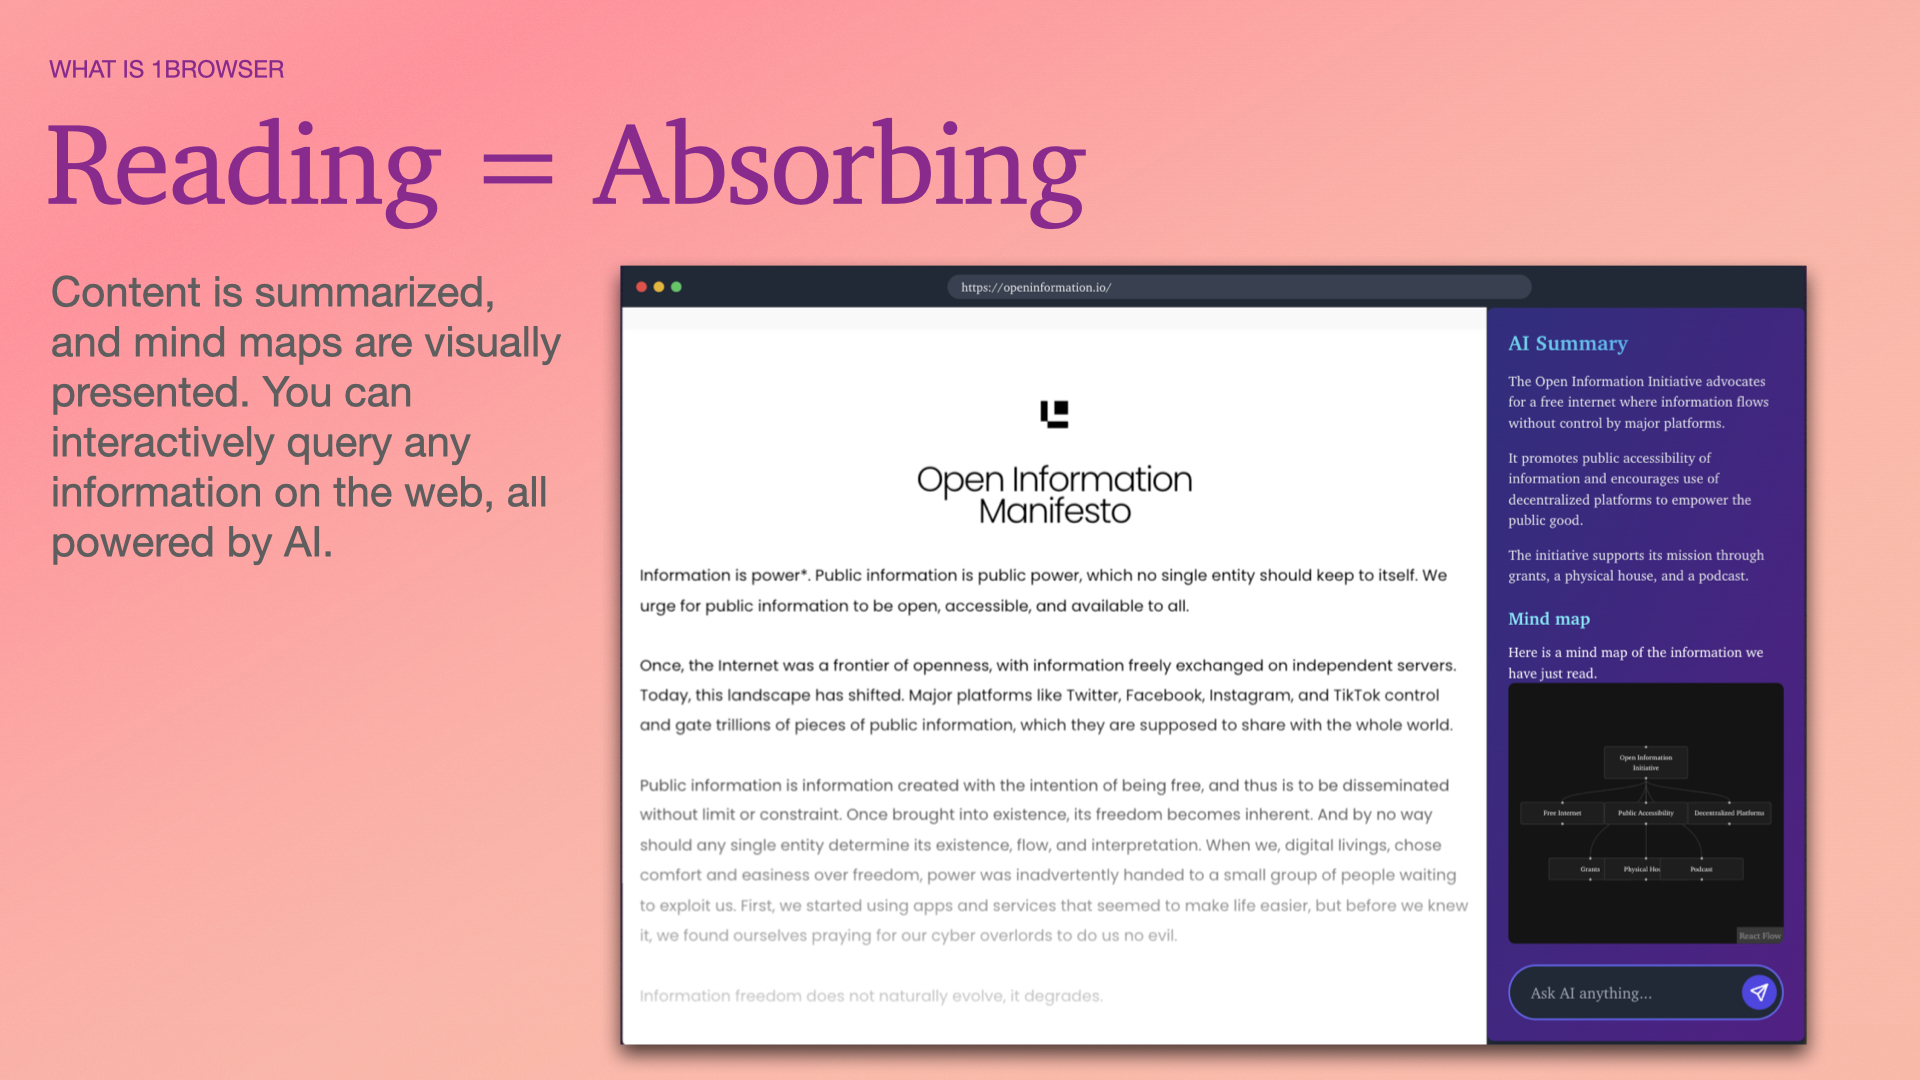 WHAT IS 1BROWSER
Reading = Absorbing
Content is summarized,
and mind maps are visually
presented. You can
interactively query any
information on the web, all
powered by AI.
https://openinformation.io/
Open Information
Manifesto
Information is power*. Public information is public power, which no single entity should keep to itself. We
urge for public information to be open, accessible, and available to all.
Once, the Internet was a frontier of openness, with information freely exchanged on independent servers.
Today, this landscape has shifted. Major platforms like Twitter, Facebook, Instagram, and TikTok control
and gate trillions of pieces of public information, which they are supposed to share with the whole world.
Public information is information created with the intention of being free, and thus is to be disseminated
without limit or constraint. Once brought into existence, its freedom becomes inherent. And by no way
should any single entity determine its existence, flow, and interpretation. When we, digital livings, chose
comfort and easiness over freedom, power was inadvertently handed to a small group of people waiting
to exploit us. First, we started using apps and services that seemed to make life easier, but before we knew
it, we found ourselves praying for our cyber overlords to do us no evil.
Information freedom does not naturally evolve, it degrades.
AI Summary
The Open Information Initiative advocates
for a free internet where information flows
without control by major platforms.
It promotes public accessibility of
information and encourages use of
decentralized platforms to empower the
public good.
The initiative supports its mission through
grants, a physical house, and a podcast.
Mind map
Here is a mind map of the information we
have just read.
Open Information
Initiative
Free Internet
Public Accessibility
Decentralized Platforms
Grants
Physical Hou
Podcast
React Flow
Ask AI anything...